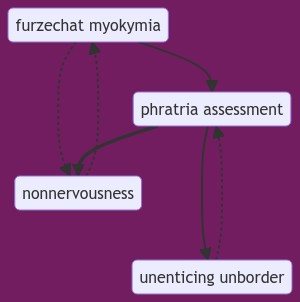 furzechat myokymia
phratria assessment
nonnervousness
unenticing unborder